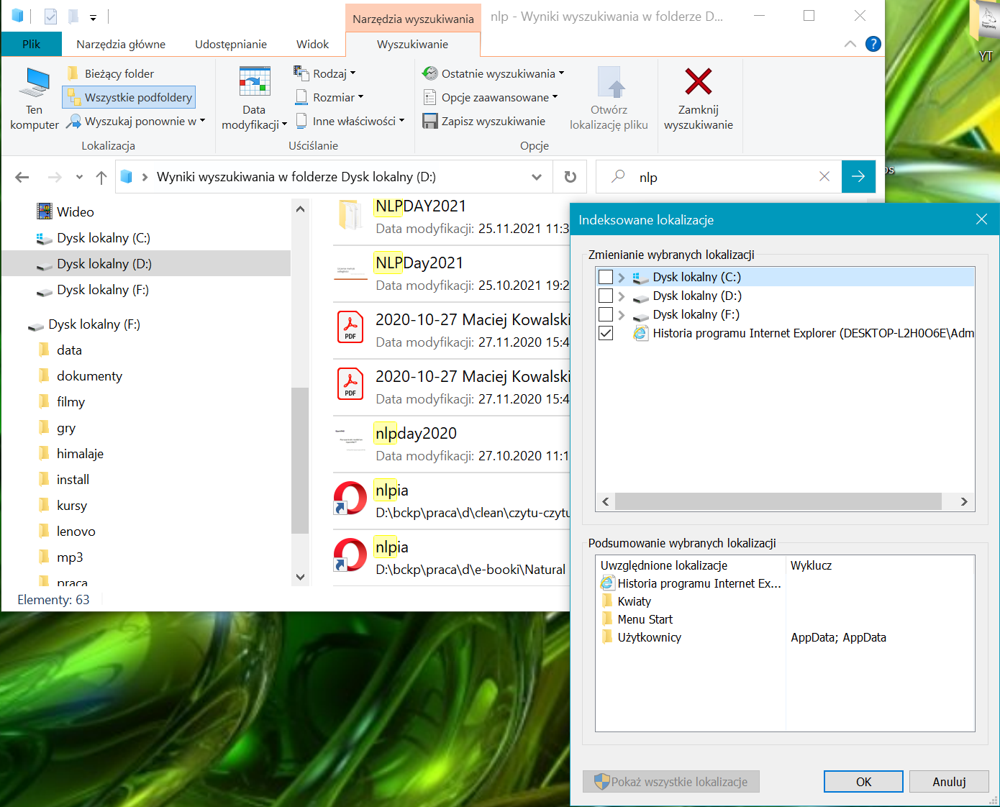 Narzędzia wyszukiwania
nlp - Wyniki wyszukiwania w folderze D...
Plik
Narzędzia główne
Udostępnianie
Widok
Wyszukiwanie
Ten komputer
Bieżący folder
Wszystkie podfoldery
Wyszukaj ponownie w
Lokalizacja
Data modyfikacji
Rodzaj
Rozmiar
Inne właściwości
Uściślanie
Ostatnie wyszukiwania
Opcje zaawansowane
Zapisz wyszukiwanie
Otwórz lokalizację pliku
Opcje
Zamknij wyszukiwanie
YT
Wyniki wyszukiwania w folderze Dysk lokalny (D:)
nlp
os
Wideo
Dysk lokalny (C:)
Dysk lokalny (D:)
Dysk lokalny (F:)
Dysk lokalny (F:)
data
dokumenty
filmy
gry
himalaje
install
kursy
lenovo
mp3
praca
Elementy: 63
NLPDAY2021
Data modyfikacji: 25.11.2021 11:3
NLPDay2021
Data modyfikacji: 25.10.2021 19:2
PDF
2020-10-27 Maciej Kowalski
Data modyfikacji: 27.11.2020 15:4
PDF
2020-10-27 Maciej Kowalski
Data modyfikacji: 27.11.2020 15:4
nlpday2020
Data modyfikacji: 27.10.2020 11:1
nlpia
D:\bckp\praca\d\clean\czytu-czytu
nlpia
D:\bckp\praca\d\e-booki\Natural
Indeksowane lokalizacje
Zmienianie wybranych lokalizacji
Dysk lokalny (C:)
Dysk lokalny (D:)
Dysk lokalny (F:)
Historia programu Internet Explorer (DESKTOP-L2H0O6E\Adm
Podsumowanie wybranych lokalizacji
Uwzględnione lokalizacje
Wyklucz
Historia programu Internet Ex...
Kwiaty
Menu Start
Użytkownicy
AppData; AppData
Pokaż wszystkie lokalizacje
OK
Anuluj